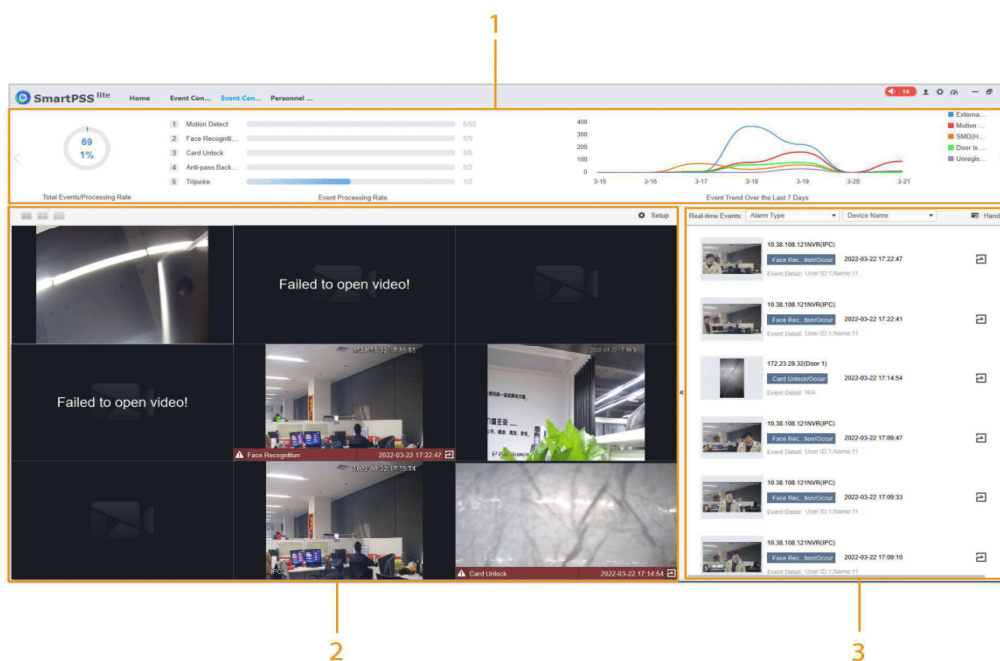 1
SmartPSS lite Home Event Con... Event Cen... Personnel ... 14
69
1%
Total Events/Processing Rate
1 Motion Detect 0/50
2 Face Recogniti... 0/9
3 Card Unlock 0/6
4 Anti-pass Back... 0/2
5 Tripwire 1/2
Event Processing Rate
400
300
200
100
0
3-15 3-16 3-17 3-18 3-19 3-20 3-21
Event Trend Over the Last 7 Days
Externa...
Motion ...
SMD(H...
Door is ...
Unregis...
Setup
Failed to open video!
Failed to open video!
Face Recognition 2022-03-22 17:22:47
Card Unlock 2022-03-22 17:14:54
Real-time Events: Alarm Type Device Name Hand
10.38.108.121NVR(IPC)
Face Rec...tion/Occur 2022-03-22 17:22:47
Event Detail: User ID:1;Name:11
10.38.108.121NVR(IPC)
Face Rec...tion/Occur 2022-03-22 17:22:41
Event Detail: User ID:1;Name:11
172.23.28.32(Door 1)
Card Unlock/Occur 2022-03-22 17:14:54
Event Detail: N/A
10.38.108.121NVR(IPC)
Face Rec...tion/Occur 2022-03-22 17:09:47
Event Detail: User ID:1;Name:11
10.38.108.121NVR(IPC)
Face Rec...tion/Occur 2022-03-22 17:09:33
Event Detail: User ID:1;Name:11
10.38.108.121NVR(IPC)
Face Rec...tion/Occur 2022-03-22 17:09:10
Event Detail: User ID:1;Name:11
2
3